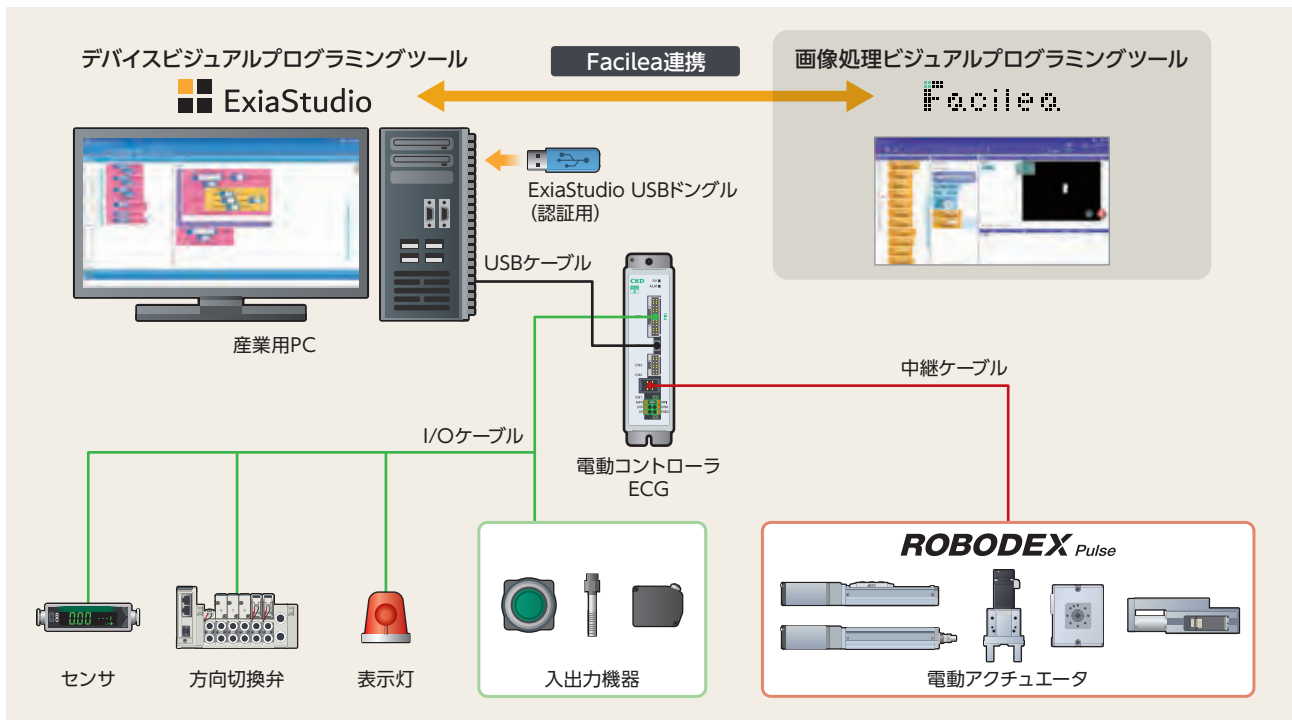 デバイスビジュアルプログラミングツール
ExiaStudio
Facilea連携
画像処理ビジュアルプログラミングツール
Facilea
ExiaStudio USBドングル
（認証用）
USBケーブル
産業用PC
CKD
中継ケーブル
I/Oケーブル
電動コントローラ
ECG
ROBODEX Pulse
0.00
センサ
方向切換弁
表示灯
入出力機器
電動アクチュエータ